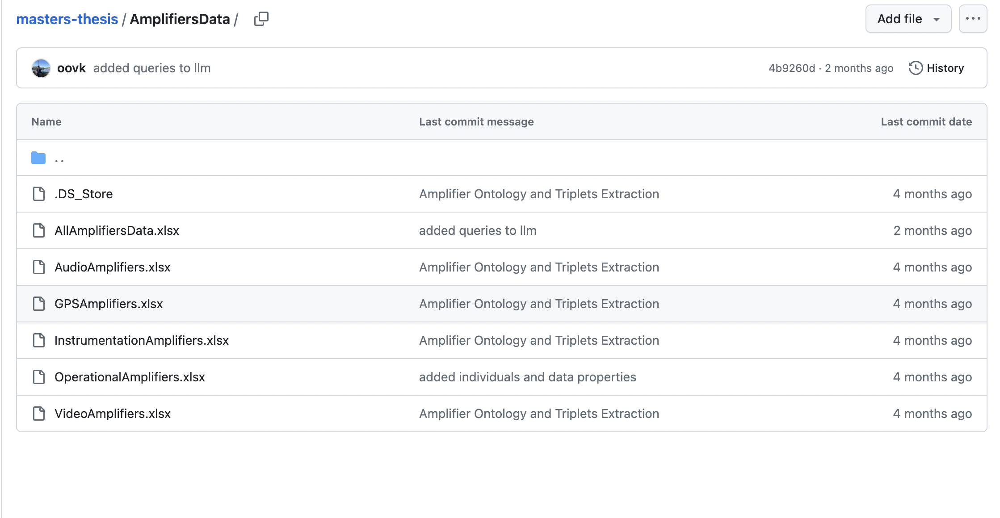 masters-thesis / AmplifiersData /
Add file
oovk added queries to llm
4b9260d · 2 months ago
History
Name Last commit message Last commit date
..
.DS_Store Amplifier Ontology and Triplets Extraction 4 months ago
AllAmplifiersData.xlsx added queries to llm 2 months ago
AudioAmplifiers.xlsx Amplifier Ontology and Triplets Extraction 4 months ago
GPSAmplifiers.xlsx Amplifier Ontology and Triplets Extraction 4 months ago
InstrumentationAmplifiers.xlsx Amplifier Ontology and Triplets Extraction 4 months ago
OperationalAmplifiers.xlsx added individuals and data properties 4 months ago
VideoAmplifiers.xlsx Amplifier Ontology and Triplets Extraction 4 months ago